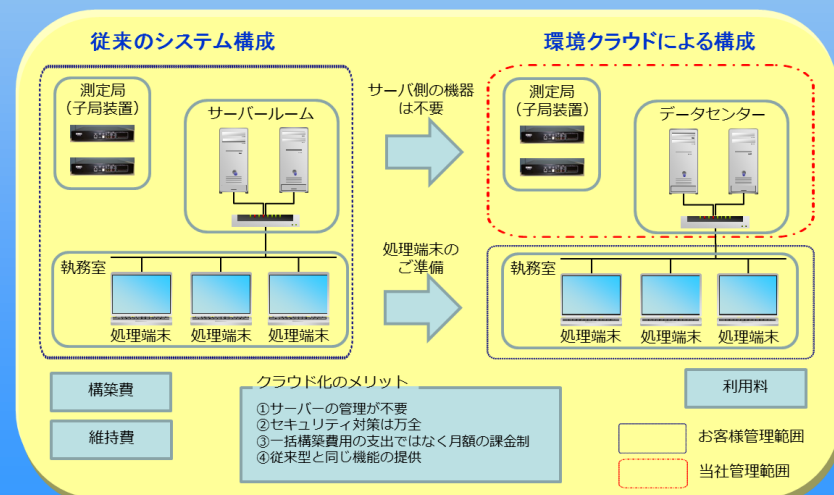 従来のシステム構成
環境クラウドによる構成
測定局
(子局装置)
サーバールーム
サーバ側の機器
は不要
測定局
(子局装置)
データセンター
執務室
処理端末
処理端末
処理端末
処理端末の
ご準備
執務室
処理端末
処理端末
処理端末
構築費
維持費
クラウド化のメリット
①サーバーの管理が不要
②セキュリティ対策は万全
③一括構築費用の支出ではなく月額の課金制
④従来型と同じ機能の提供
利用料
お客様管理範囲
当社管理範囲